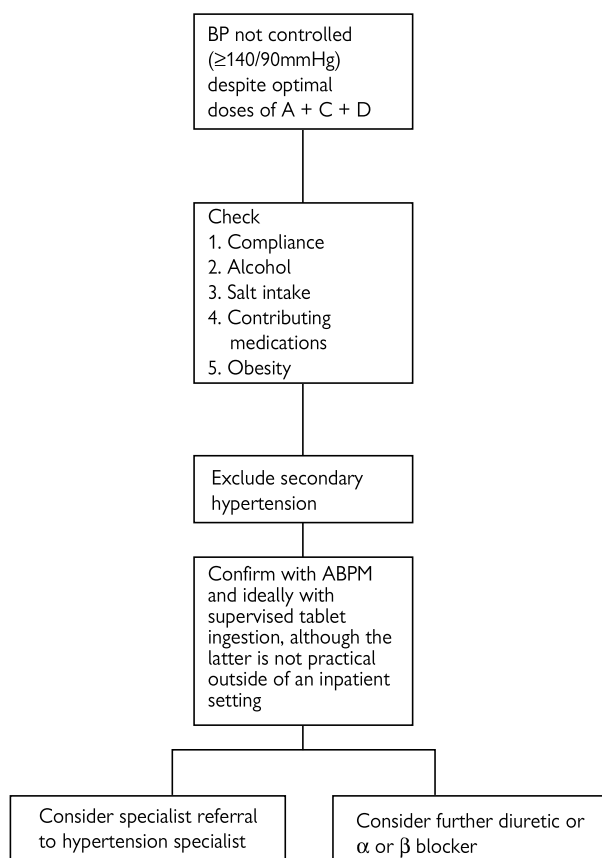 BP not controlled
(≥140/90mmHg)
despite optimal
doses of A + C + D
Check
1. Compliance
2. Alcohol
3. Salt intake
4. Contributing
medications
5. Obesity
Exclude secondary
hypertension
Confirm with ABPM
and ideally with
supervised tablet
ingestion, although the
latter is not practical
outside of an inpatient
setting
Consider specialist referral
to hypertension specialist
Consider further diuretic or
α or β blocker